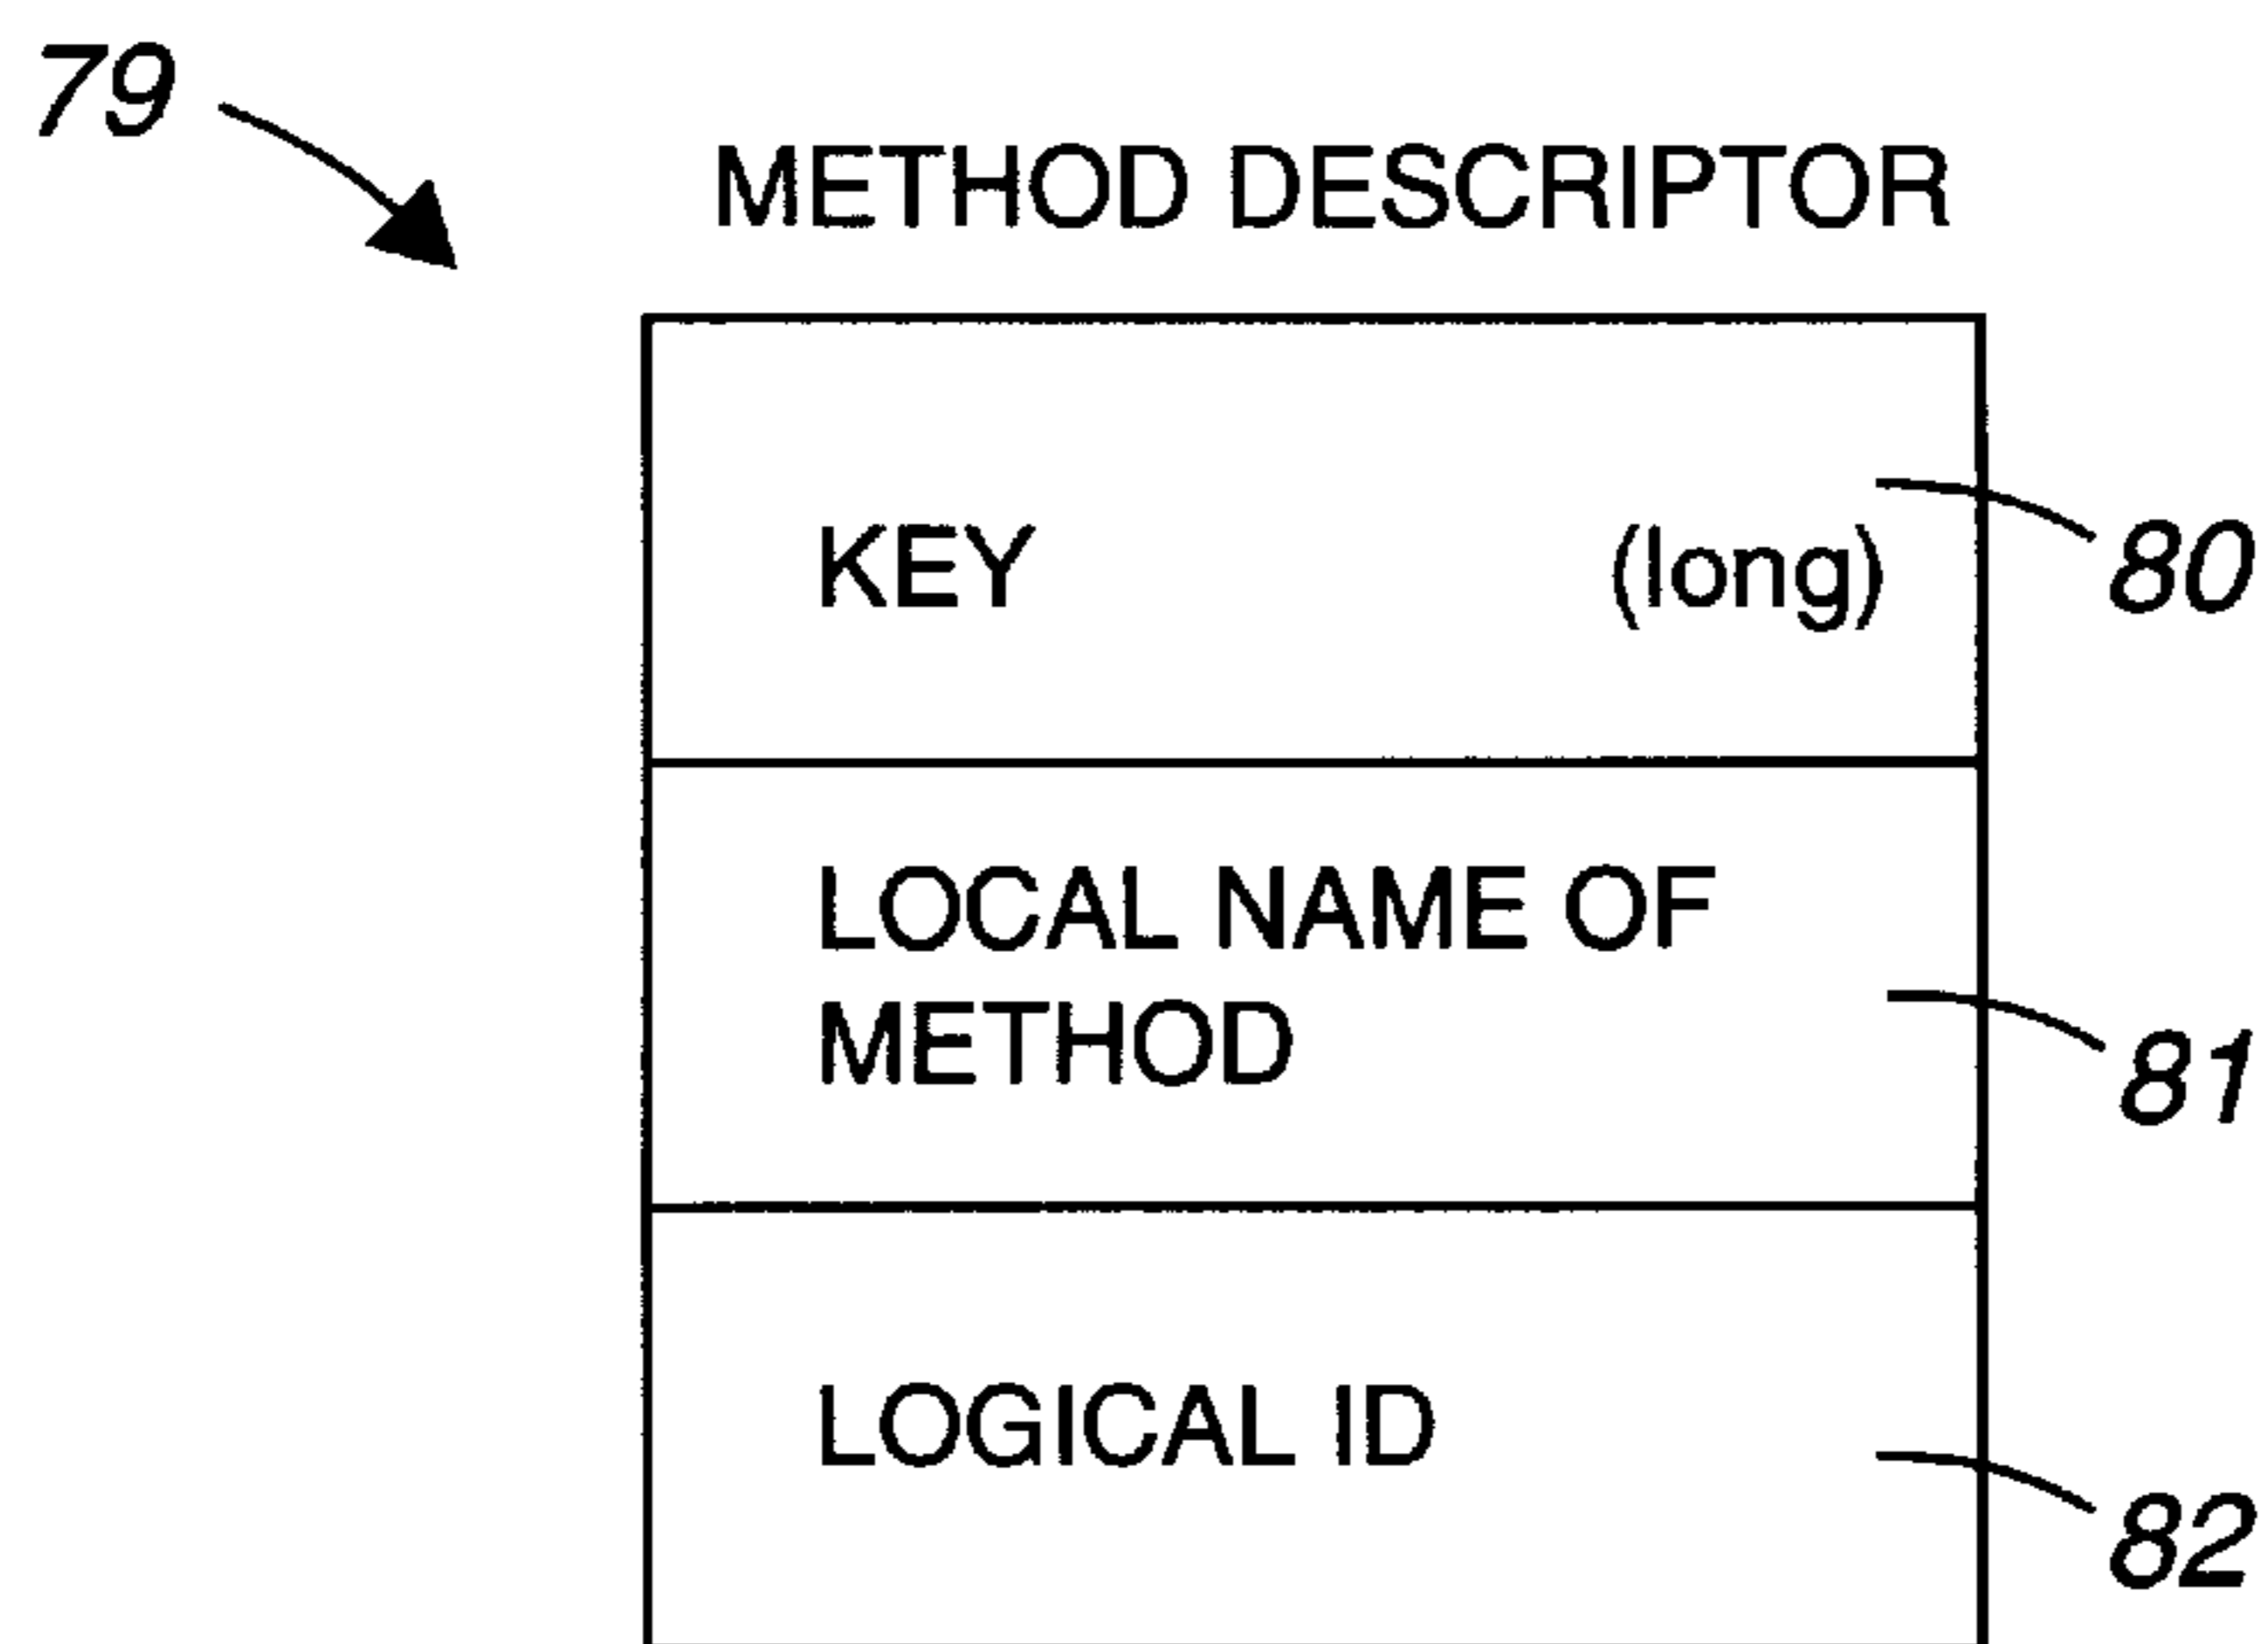 79
METHOD DESCRIPTOR
KEY (long)
80
LOCAL NAME OF
METHOD
81
LOGICAL ID
82